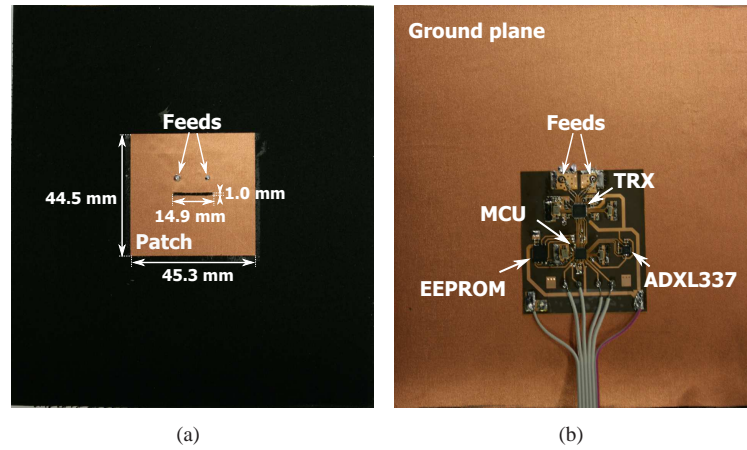 Feeds
44.5 mm
1.0 mm
14.9 mm
Patch
45.3 mm
(a)
Ground plane
Feeds
TRX
MCU
EEPROM
ADXL337
(b)